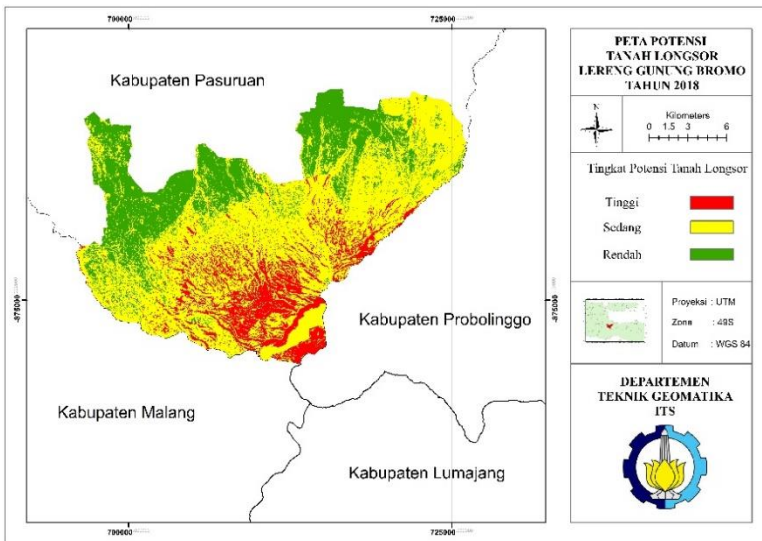 700000
725000
Kabupaten Pasuruan
-875000
-875000
Kabupaten Probolinggo
Kabupaten Malang
Kabupaten Lumajang
725000
PETA POTENSI
TANAH LONGSOR
LERENG GUNUNG BROMO
TAHUN 2018
N
Kilometers
0 1.5 3 6
Tingkat Potensi Tanah Longsor
Tinggi
Sedang
Rendah
Proyeksi : UTM
Zona : 49S
Datum : WGS 84
DEPARTEMEN
TEKNIK GEOMATIKA
ITS